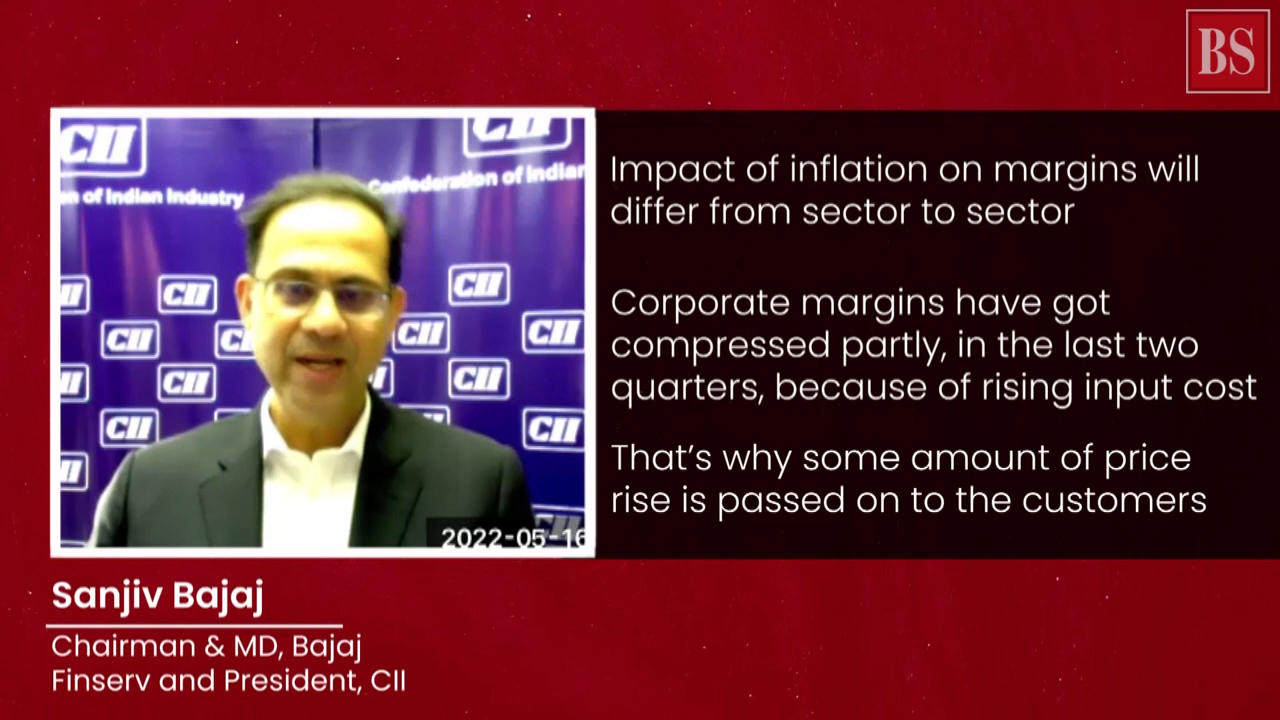 BS
CII
CII
n of Indian Industry
Confederation of Indian
CII
CII
CII
CII
CII
CII
CII
CII
CII
2022-05-16
Impact of inflation on margins will
differ from sector to sector
Corporate margins have got
compressed partly, in the last two
quarters, because of rising input cost
That's why some amount of price
rise is passed on to the customers
Sanjiv Bajaj
Chairman & MD, Bajaj
Finserv and President, CII